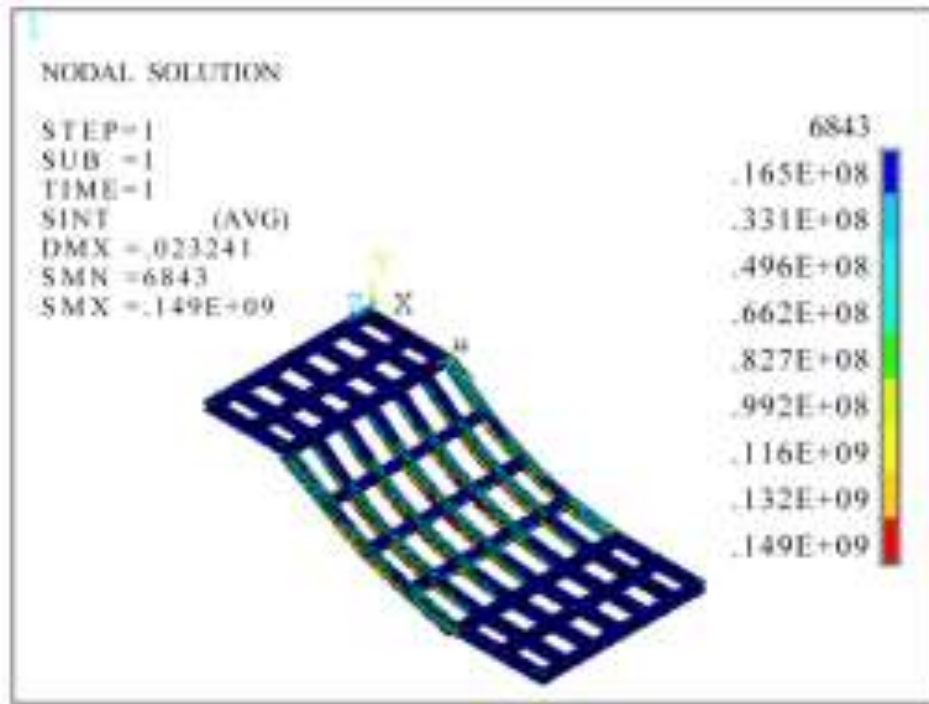 NODAL SOLUTION
STEP=1
SUB =1
TIME=1
SINT (AVG)
DMX =.023241
SMN =6843
SMX =.149E+09
Y
Z X
6843
.165E+08
.331E+08
.496E+08
.662E+08
.827E+08
.992E+08
.116E+09
.132E+09
.149E+09